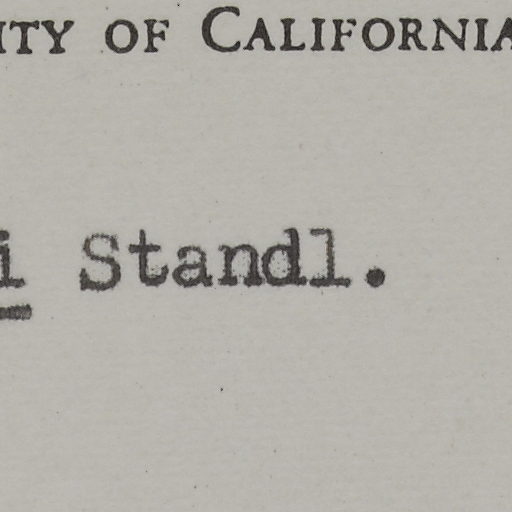 ITY OF CALIFORNIA
i Standl.